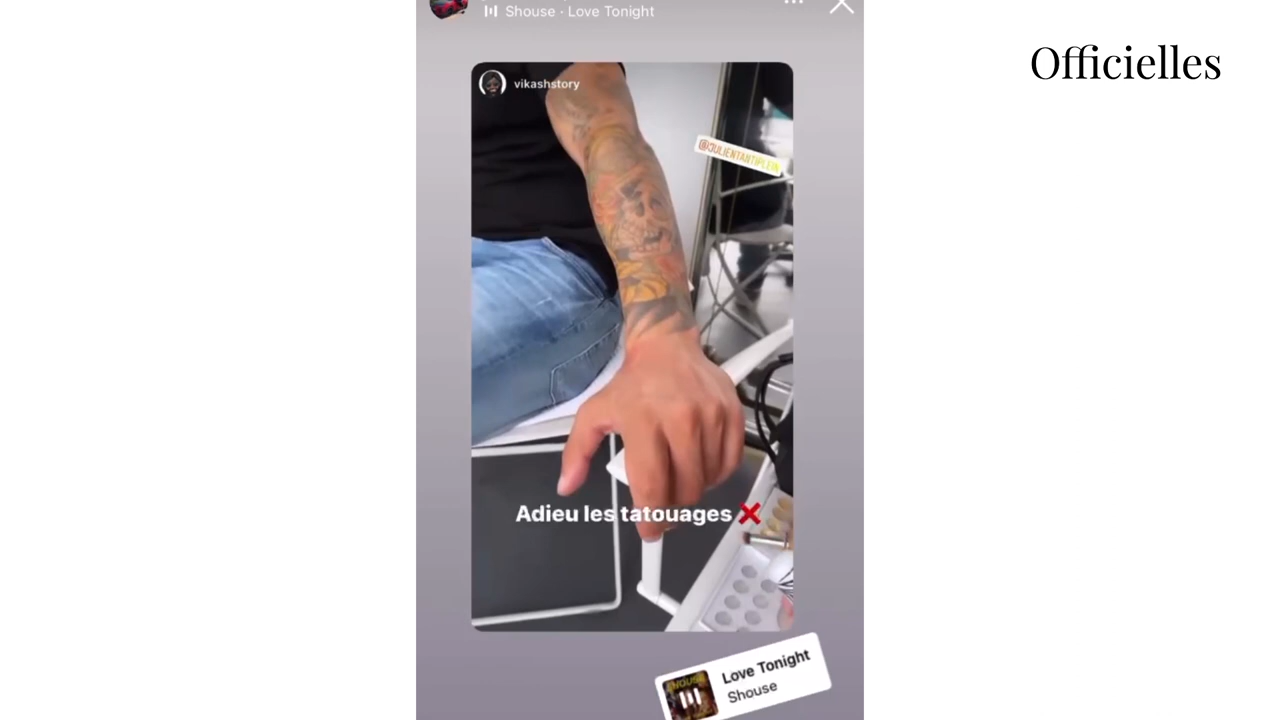 Shouse · Love Tonight
Officielles
vikashstory
@JULIENTANTIPLEIN
Adieu les tatouages ❌
Love Tonight
Shouse